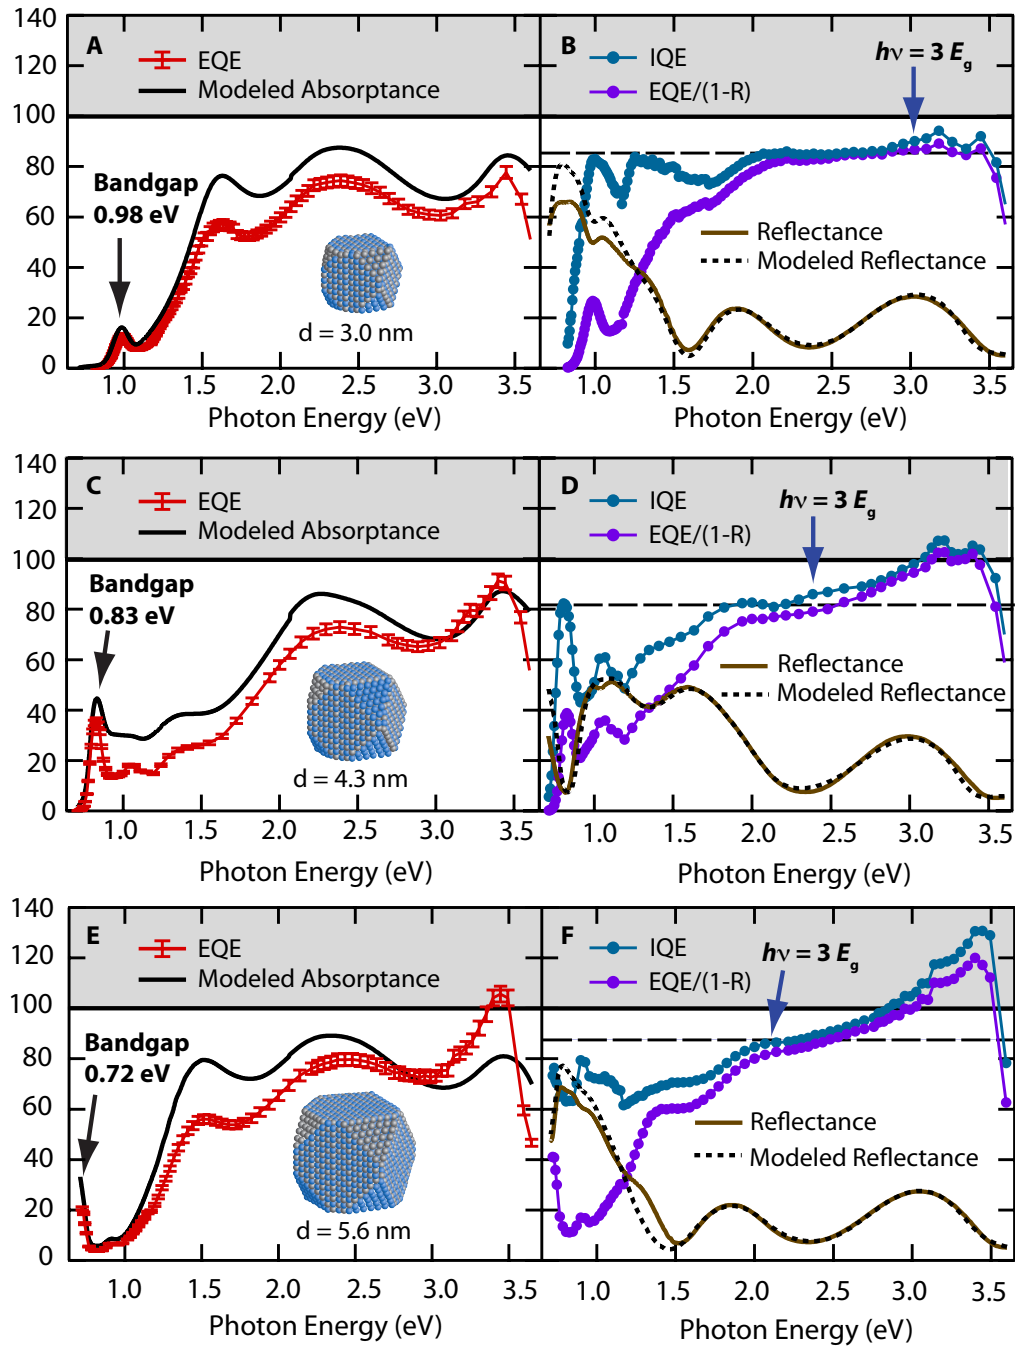 140
120
100
80
60
40
20
0
A
EQE
Modeled Absorptance
Bandgap
0.98 eV
d = 3.0 nm
1.0 1.5 2.0 2.5 3.0 3.5
Photon Energy (eV)
B
IQE
EQE/(1-R)
hν = 3 Eg
Reflectance
Modeled Reflectance
1.0 1.5 2.0 2.5 3.0 3.5
Photon Energy (eV)
140
120
100
80
60
40
20
0
C
EQE
Modeled Absorptance
Bandgap
0.83 eV
d = 4.3 nm
1.0 1.5 2.0 2.5 3.0 3.5
Photon Energy (eV)
D
IQE
EQE/(1-R)
hν = 3 Eg
Reflectance
Modeled Reflectance
1.0 1.5 2.0 2.5 3.0 3.5
Photon Energy (eV)
140
120
100
80
60
40
20
0
E
EQE
Modeled Absorptance
Bandgap
0.72 eV
d = 5.6 nm
1.0 1.5 2.0 2.5 3.0 3.5
Photon Energy (eV)
F
IQE
EQE/(1-R)
hν = 3 Eg
Reflectance
Modeled Reflectance
1.0 1.5 2.0 2.5 3.0 3.5
Photon Energy (eV)